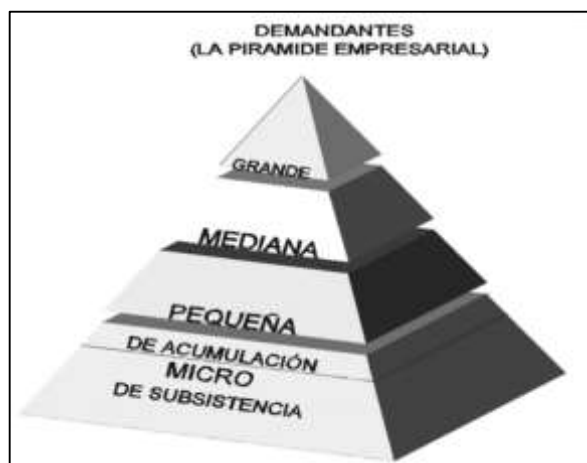 DEMANDANTES
(LA PIRAMIDE EMPRESARIAL)
GRANDE
MEDIANA
PEQUEÑA
DE ACUMULACIÓN
MICRO
DE SUBSISTENCIA